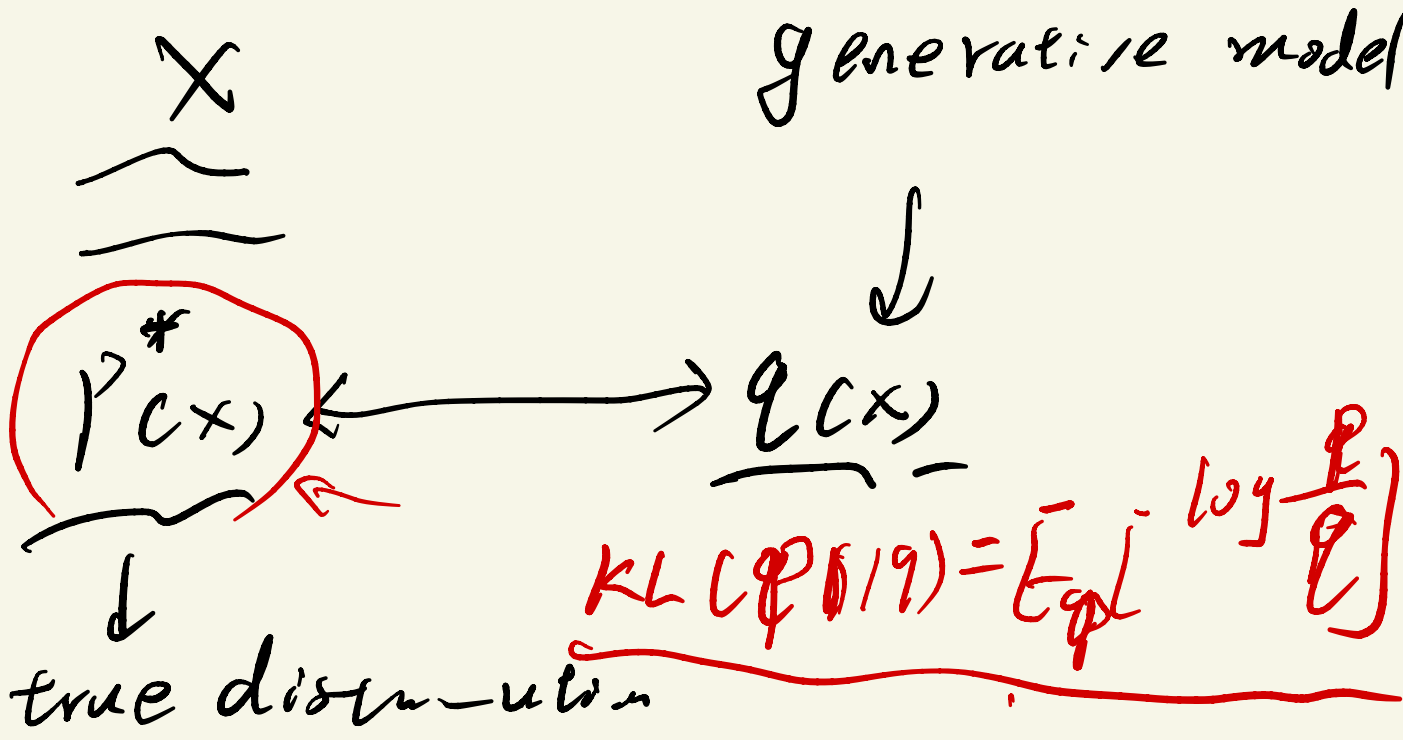 X
generative model
P*(x)
q(x)
KL(P||q) = E_p[log P/q]
true distribution